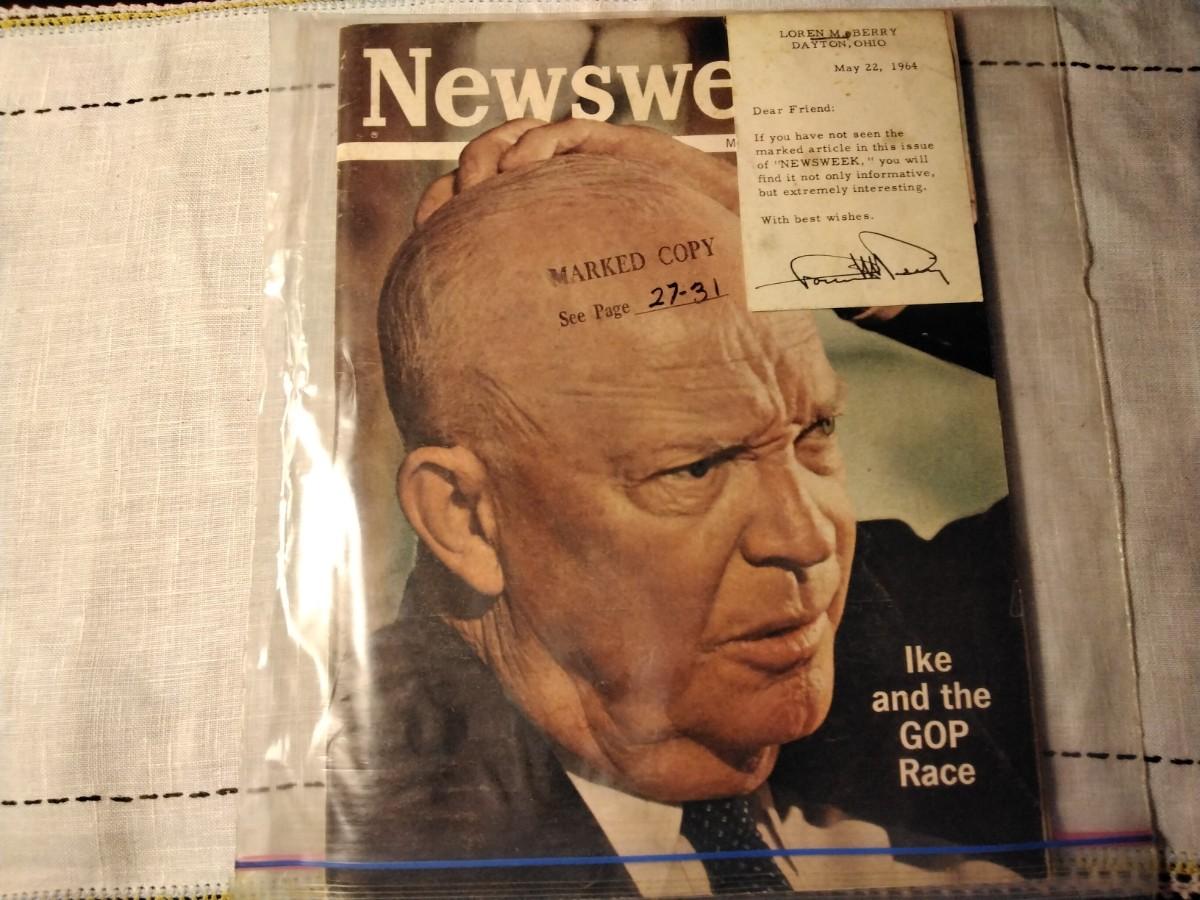 Newswe
M
LOREN M. BERRY
DAYTON, OHIO
May 22, 1964
Dear Friend:
If you have not seen the
marked article in this issue
of "NEWSWEEK," you will
find it not only informative,
but extremely interesting.
With best wishes.
MARKED COPY
See Page 27-31
Ike
and the
GOP
Race